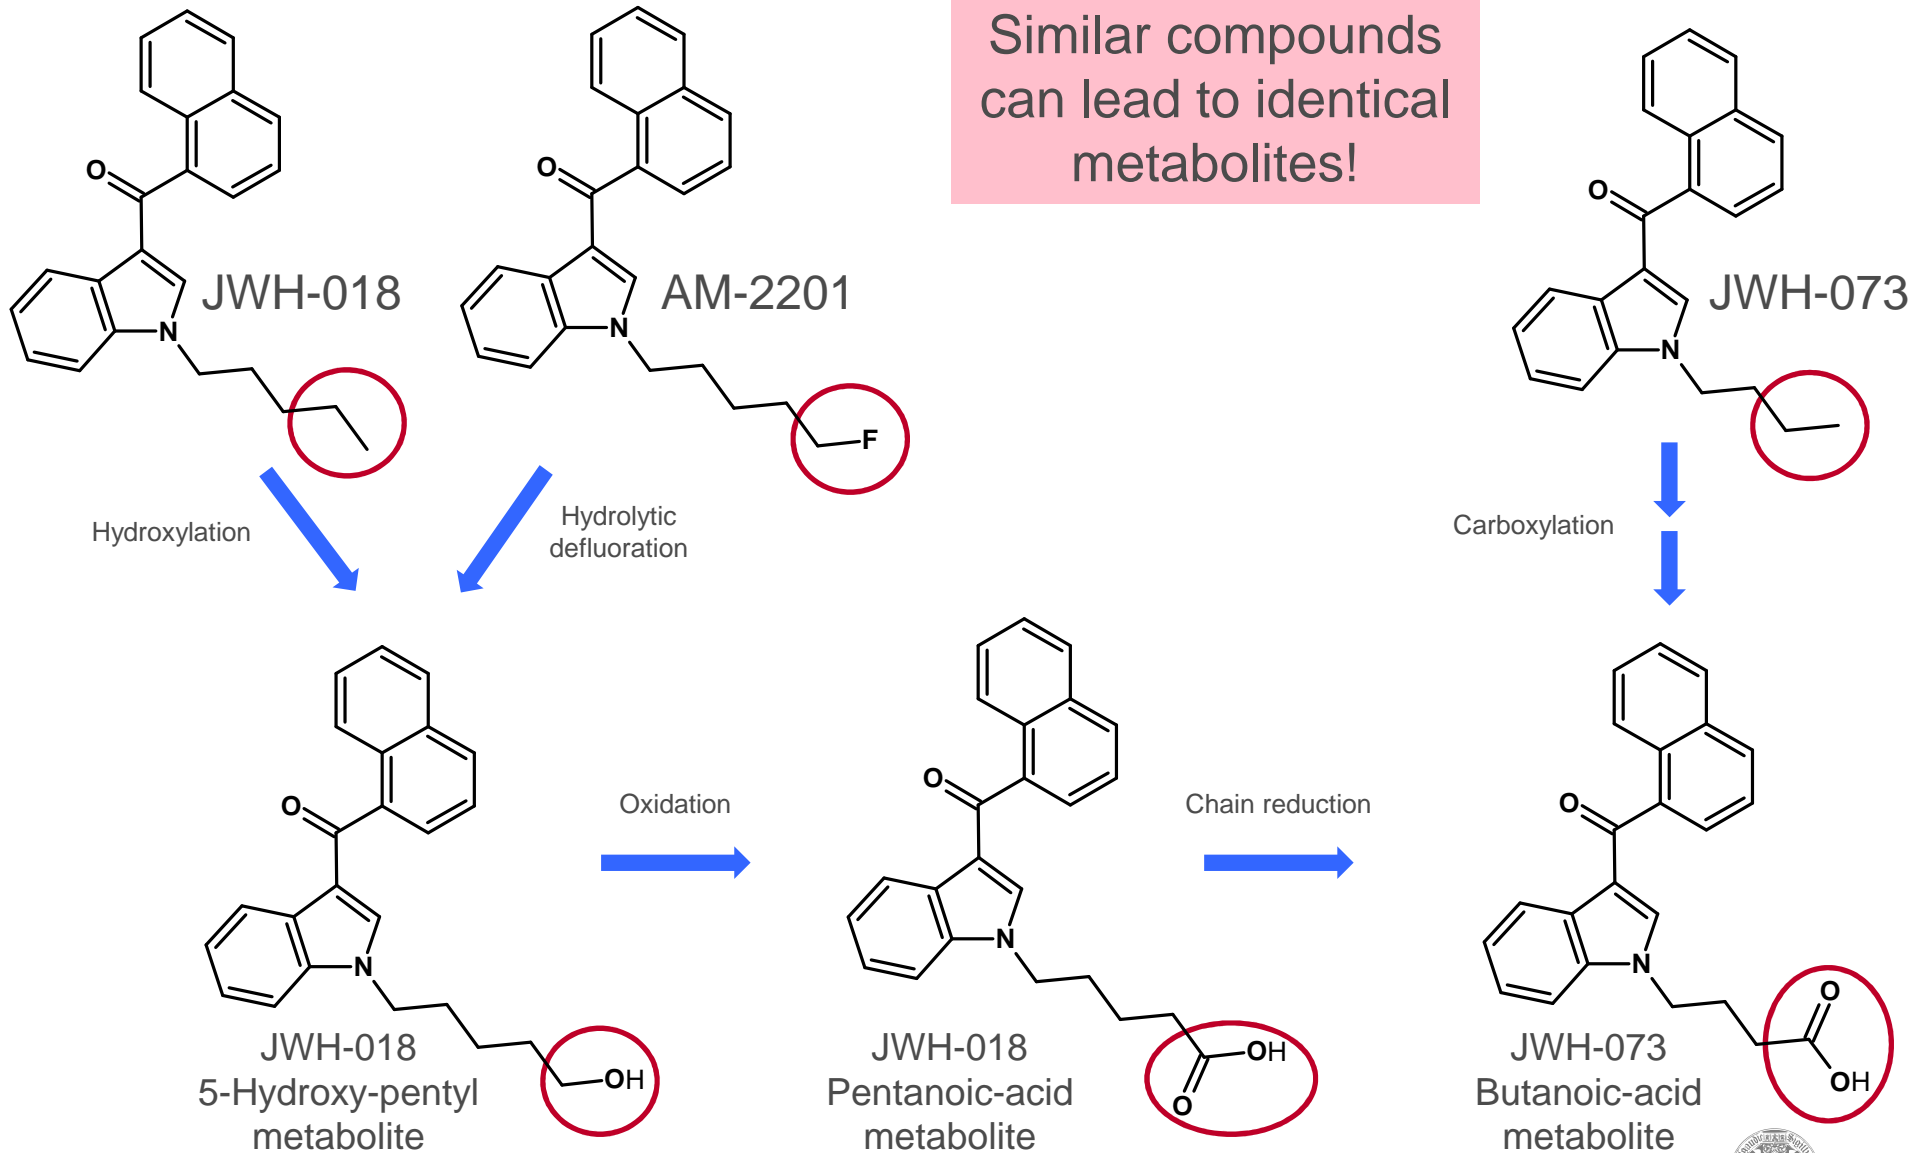 Similar compounds
can lead to identical
metabolites!
O
N
JWH-018
O
N
F
AM-2201
O
N
JWH-073
Hydroxylation
Hydrolytic
defluoration
Carboxylation
O
N
OH
JWH-018
5-Hydroxy-pentyl
metabolite
Oxidation
O
N
OH
O
JWH-018
Pentanoic-acid
metabolite
Chain reduction
O
N
O
OH
JWH-073
Butanoic-acid
metabolite